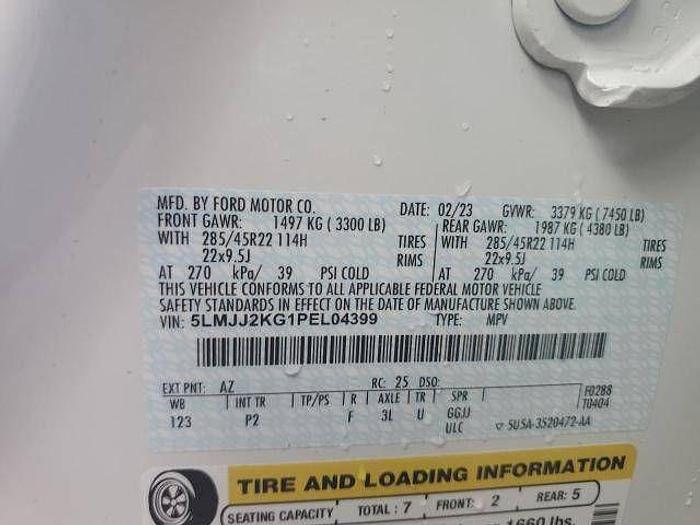 MFD. BY FORD MOTOR CO. DATE: 02/23 GVWR: 3379 KG ( 7450 LB)
FRONT GAWR: 1497 KG ( 3300 LB) REAR GAWR: 1987 KG ( 4380 LB)
WITH 285/45R22 114H TIRES WITH 285/45R22 114H TIRES
22x9.5J RIMS 22x9.5J RIMS
AT 270 kPa/ 39 PSI COLD AT 270 kPa/ 39 PSI COLD
THIS VEHICLE CONFORMS TO ALL APPLICABLE FEDERAL MOTOR VEHICLE
SAFETY STANDARDS IN EFFECT ON THE DATE OF MANUFACTURE SHOWN ABOVE.
VIN: 5LMJJ2KG1PEL04399 TYPE: MPV
EXT PNT: AZ RC: 25 DSO: F0288
WB INT TR TP/PS R AXLE TR SPR T0404
123 P2 F 3L U GGJJ
ULC 5U5A-3520472-AA
TIRE AND LOADING INFORMATION
SEATING CAPACITY TOTAL : 7 FRONT: 2 REAR: 5
1660 lbs.